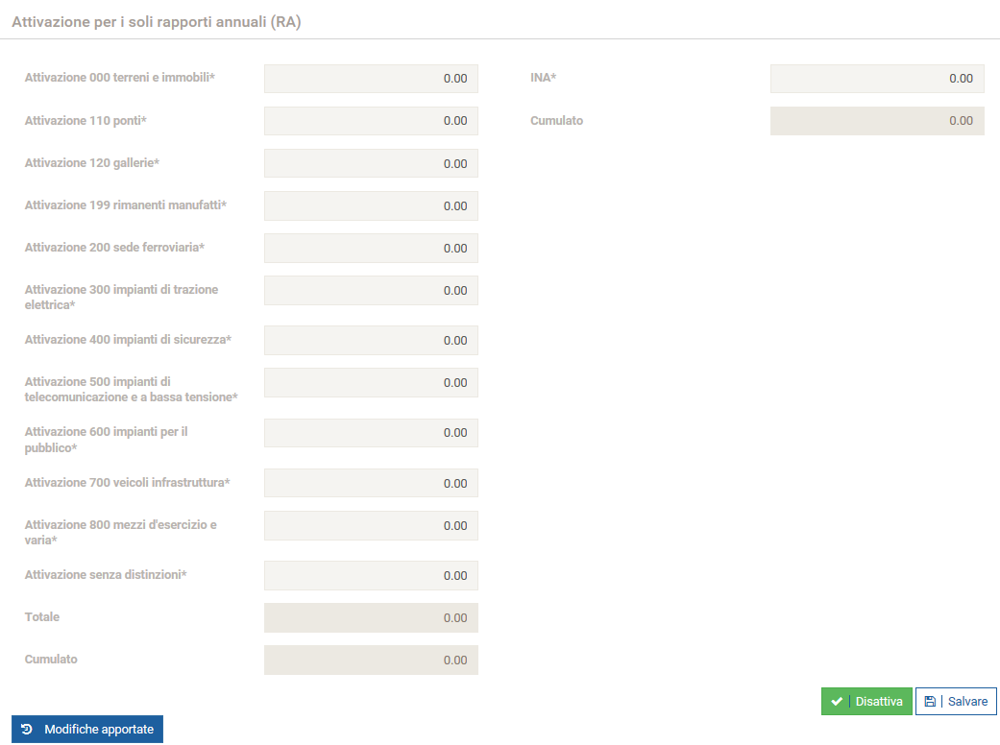 Attivazione per i soli rapporti annuali (RA)
Attivazione 000 terreni e immobili*
0.00
Attivazione 110 ponti*
0.00
Attivazione 120 gallerie*
0.00
Attivazione 199 rimanenti manufatti*
0.00
Attivazione 200 sede ferroviaria*
0.00
Attivazione 300 impianti di trazione
elettrica*
0.00
Attivazione 400 impianti di sicurezza*
0.00
Attivazione 500 impianti di
telecomunicazione e a bassa tensione*
0.00
Attivazione 600 impianti per il
pubblico*
0.00
Attivazione 700 veicoli infrastruttura*
0.00
Attivazione 800 mezzi d'esercizio e
varia*
0.00
Attivazione senza distinzioni*
0.00
Totale
0.00
Cumulato
0.00
INA*
0.00
Cumulato
0.00
Disattiva
Salvare
Modifiche apportate